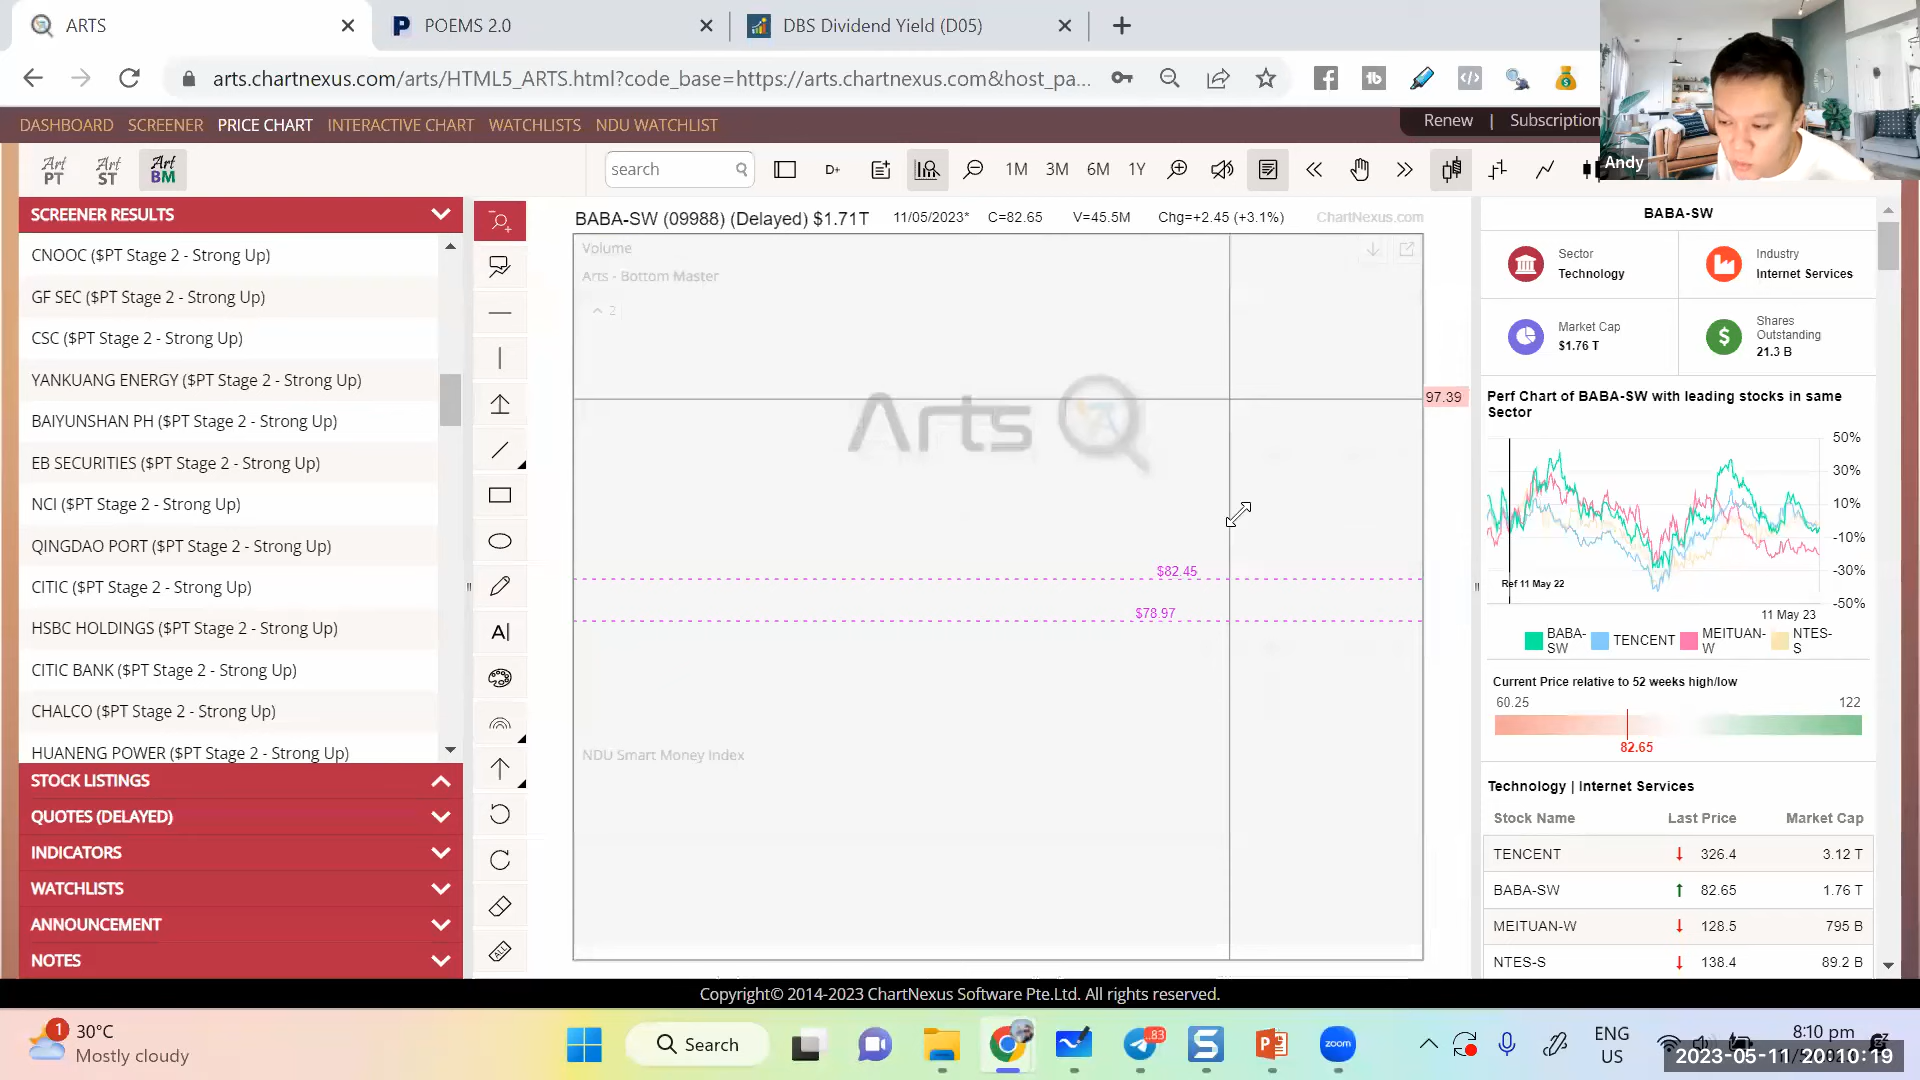 ARTS
POEMS 2.0
DBS Dividend Yield (D05)
arts.chartnexus.com/arts/HTML5_ARTS.html?code_base=https://arts.chartnexus.com&host_pa...
DASHBOARD SCREENER PRICE CHART INTERACTIVE CHART WATCHLISTS NDU WATCHLIST
Renew | Subscription
Andy
Art PT
Art ST
Art BM
search
D+
1M 3M 6M 1Y
SCREENER RESULTS
CNOOC ($PT Stage 2 - Strong Up)
GF SEC ($PT Stage 2 - Strong Up)
CSC ($PT Stage 2 - Strong Up)
YANKUANG ENERGY ($PT Stage 2 - Strong Up)
BAIYUNSHAN PH ($PT Stage 2 - Strong Up)
EB SECURITIES ($PT Stage 2 - Strong Up)
NCI ($PT Stage 2 - Strong Up)
QINGDAO PORT ($PT Stage 2 - Strong Up)
CITIC ($PT Stage 2 - Strong Up)
HSBC HOLDINGS ($PT Stage 2 - Strong Up)
CITIC BANK ($PT Stage 2 - Strong Up)
CHALCO ($PT Stage 2 - Strong Up)
HUANENG POWER ($PT Stage 2 - Strong Up)
STOCK LISTINGS
QUOTES (DELAYED)
INDICATORS
WATCHLISTS
ANNOUNCEMENT
NOTES
A|
ALL
BABA-SW (09988) (Delayed) $1.71T 11/05/2023* C=82.65 V=45.5M Chg=+2.45 (+3.1%) ChartNexus.com
Volume
Arts - Bottom Master
2
Arts
97.39
$82.45
$78.97
NDU Smart Money Index
BABA-SW
Sector
Technology
Industry
Internet Services
Market Cap
$1.76 T
Shares Outstanding
21.3 B
Perf Chart of BABA-SW with leading stocks in same
Sector
50%
30%
10%
-10%
-30%
-50%
Ref 11 May 22
11 May 23
BABA-SW TENCENT MEITUAN-W NTES-S
Current Price relative to 52 weeks high/low
60.25 122
82.65
Technology | Internet Services
Stock Name Last Price Market Cap
TENCENT 326.4 3.12 T
BABA-SW 82.65 1.76 T
MEITUAN-W 128.5 795 B
NTES-S 138.4 89.2 B
Copyright© 2014-2023 ChartNexus Software Pte.Ltd. All rights reserved.
1
30°C
Mostly cloudy
Search
83
S
P
zoom
ENG
US
8:10 pm
2023-05-11 20:10:19